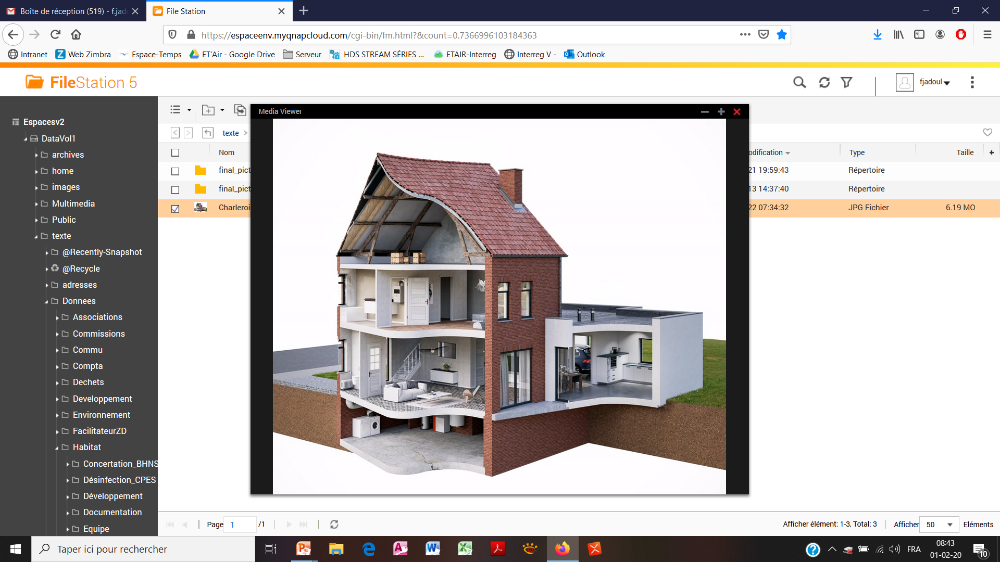 Boîte de réception (519) - f.jad
File Station
https://espaceenv.myqnapcloud.com/cgi-bin/fm.html?&count=0.7366996103184363
Intranet
Web Zimbra
Espace-Temps
ET'Air - Google Drive
Serveur
HDS STREAM SÉRIES ...
ETAIR-Interreg
Interreg V -
Outlook
FileStation 5
fjadoul
Espacesv2
DataVol1
archives
home
images
Multimedia
Public
texte
@Recently-Snapshot
@Recycle
adresses
Donnees
Associations
Commissions
Commu
Compta
Dechets
Developpement
Environnement
FacilitateurZD
Habitat
Concertation_BHNS
Désinfection_CPES
Développement
Documentation
Equipe
Media Viewer
texte >
Nom
odification
Type
Taille
final_pict
21 19:59:43
Répertoire
final_pict
13 14:37:40
Répertoire
Charleroi
22 07:34:32
JPG Fichier
6.19 MO
Page 1 /1
Afficher élément: 1-3, Total: 3
Afficher 50 Eléments
Taper ici pour rechercher
FRA
08:43
01-02-20
10